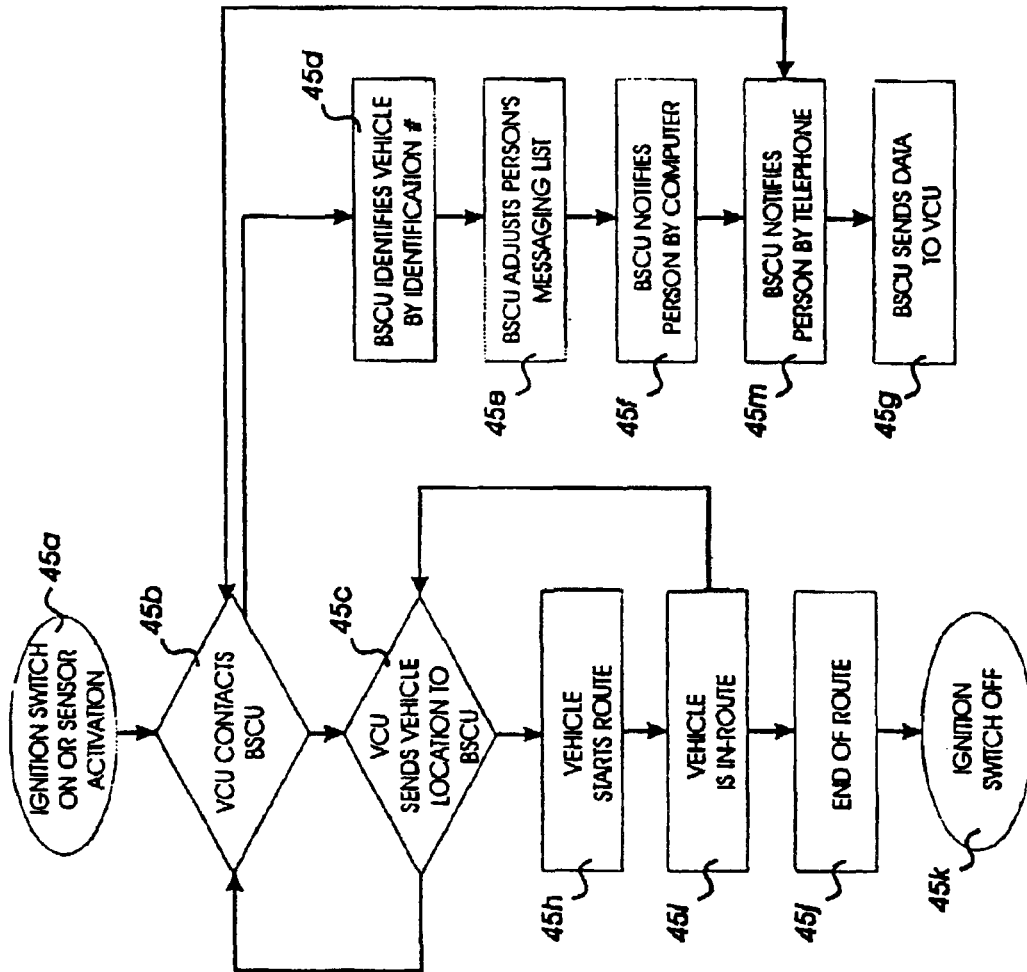 IGNITION SWITCH
ON OR SENSOR
ACTIVATION
45a
VCU CONTACTS
BSCU
45b
VCU
SENDS VEHICLE
LOCATION TO
BSCU
45c
VEHICLE
STARTS ROUTE
45h
VEHICLE
IS IN-ROUTE
45i
END OF ROUTE
45j
IGNITION
SWITCH OFF
45k
BSCU IDENTIFIES VEHICLE
BY IDENTIFICATION #
45d
BSCU ADJUSTS PERSON'S
MESSAGING LIST
45e
BSCU NOTIFIES
PERSON BY COMPUTER
45f
BSCU NOTIFIES
PERSON BY TELEPHONE
45m
BSCU SENDS DATA
TO VCU
45g